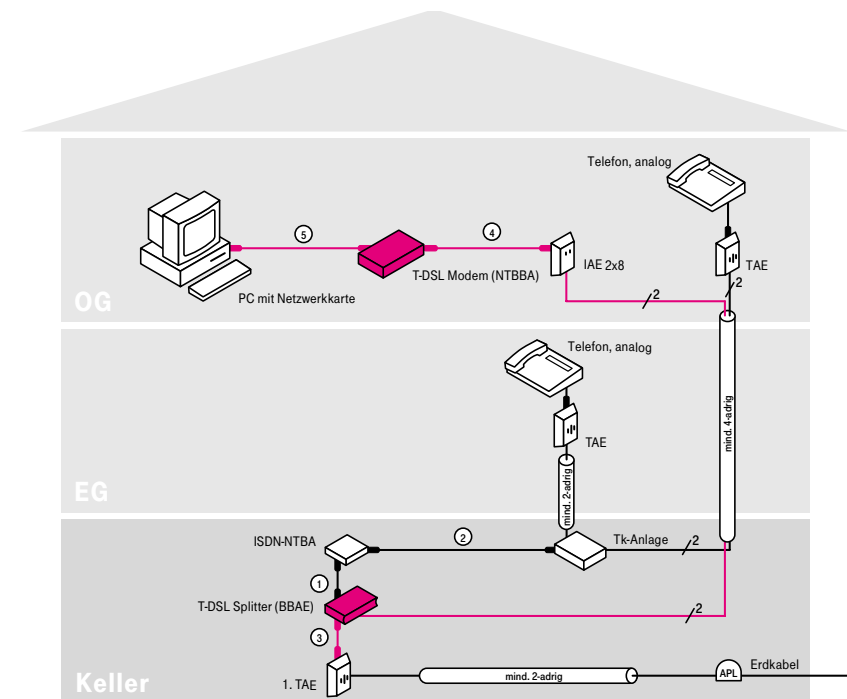 Telefon, analog
5
4
IAE 2x8
TAE
T-DSL Modem (NTBBA)
2
PC mit Netzwerkkarte
2
OG
Telefon, analog
mind. 4-adrig
TAE
mind. 2-adrig
EG
ISDN-NTBA
2
Tk-Anlage
2
1
T-DSL Splitter (BBAE)
2
3
Keller
1. TAE
mind. 2-adrig
APL
Erdkabel